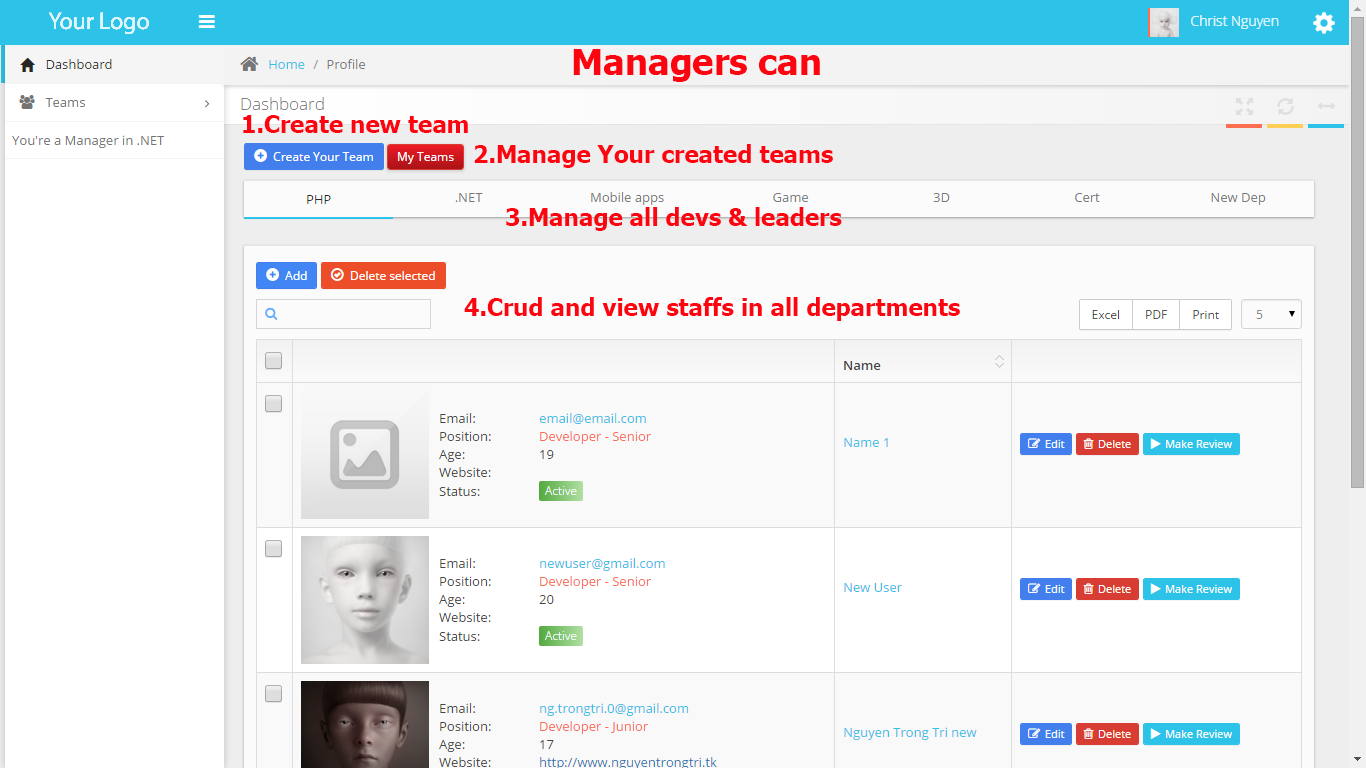 Your Logo
Christ Nguyen
Dashboard
Teams
You're a Manager in .NET
Home / Profile
Managers can
Dashboard
1.Create new team
Create Your Team
My Teams
2.Manage Your created teams
PHP .NET Mobile apps Game 3D Cert New Dep
3.Manage all devs & leaders
Add
Delete selected
4.Crud and view staffs in all departments
Excel PDF Print 5
Name
Email: email@email.com
Position: Developer - Senior
Age: 19
Website:
Status: Active
Name 1
Edit Delete Make Review
Email: newuser@gmail.com
Position: Developer - Senior
Age: 20
Website:
Status: Active
New User
Edit Delete Make Review
Email: ng.trongtri.0@gmail.com
Position: Developer - Junior
Age: 17
Website: http://www.nguyentrongtri.tk
Nguyen Trong Tri new
Edit Delete Make Review